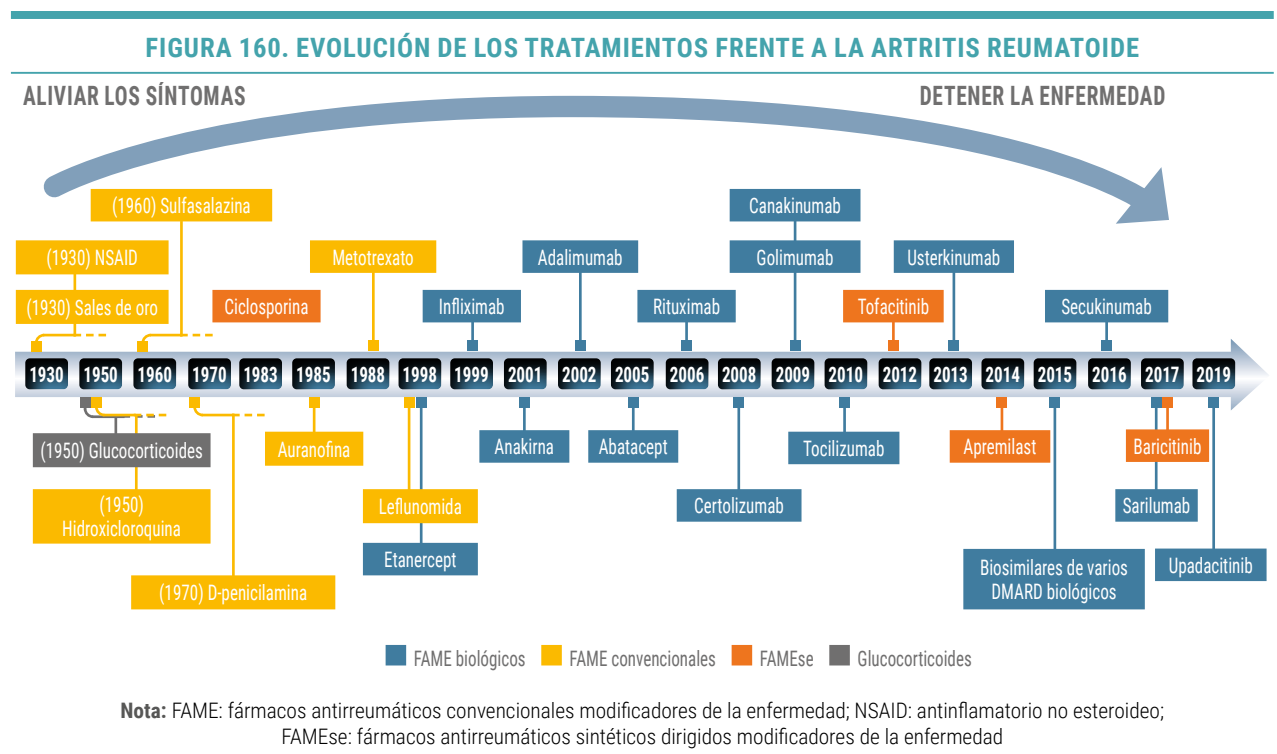 FIGURA 160. EVOLUCIÓN DE LOS TRATAMIENTOS FRENTE A LA ARTRITIS REUMATOIDE
ALIVIAR LOS SÍNTOMAS
DETENER LA ENFERMEDAD
(1960) Sulfasalazina
Canakinumab
(1930) NSAID
Metotrexato
Adalimumab
Golimumab
Usterkinumab
(1930) Sales de oro
Ciclosporina
Infliximab
Rituximab
Tofacitinib
Secukinumab
1930 1950 1960 1970 1983 1985 1988 1998 1999 2001 2002 2005 2006 2008 2009 2010 2012 2013 2014 2015 2016 2017 2019
(1950) Glucocorticoides
Auranofina
Anakirna
Abatacept
Tocilizumab
Apremilast
Baricitinib
(1950)
Hidroxicloroquina
Leflunomida
Certolizumab
Sarilumab
Etanercept
Biosimilares de varios
DMARD biológicos
Upadacitinib
(1970) D-penicilamina
FAME biológicos
FAME convencionales
FAMEse
Glucocorticoides
Nota: FAME: fármacos antirreumáticos convencionales modificadores de la enfermedad; NSAID: antinflamatorio no esteroideo;
FAMEse: fármacos antirreumáticos sintéticos dirigidos modificadores de la enfermedad